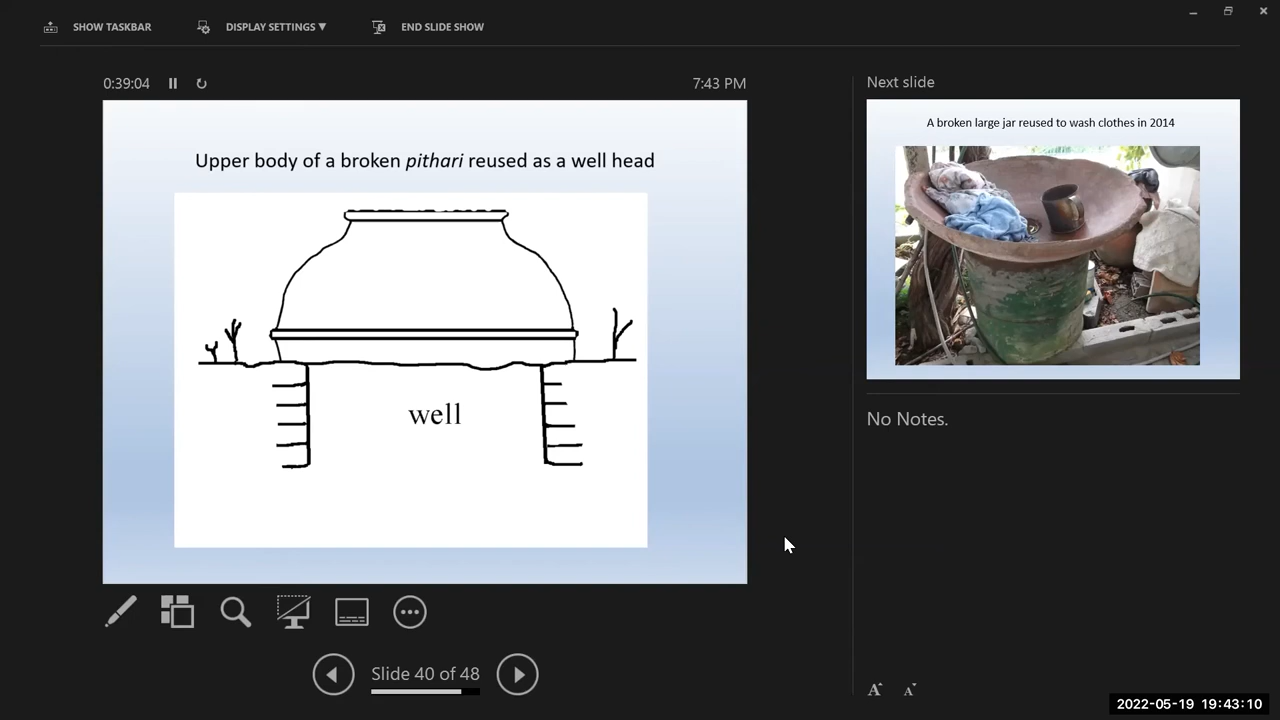 SHOW TASKBAR
DISPLAY SETTINGS ▼
END SLIDE SHOW
0:39:04
7:43 PM
Upper body of a broken pithari reused as a well head
well
Next slide
A broken large jar reused to wash clothes in 2014
No Notes.
Slide 40 of 48
A A
2022-05-19 19:43:10